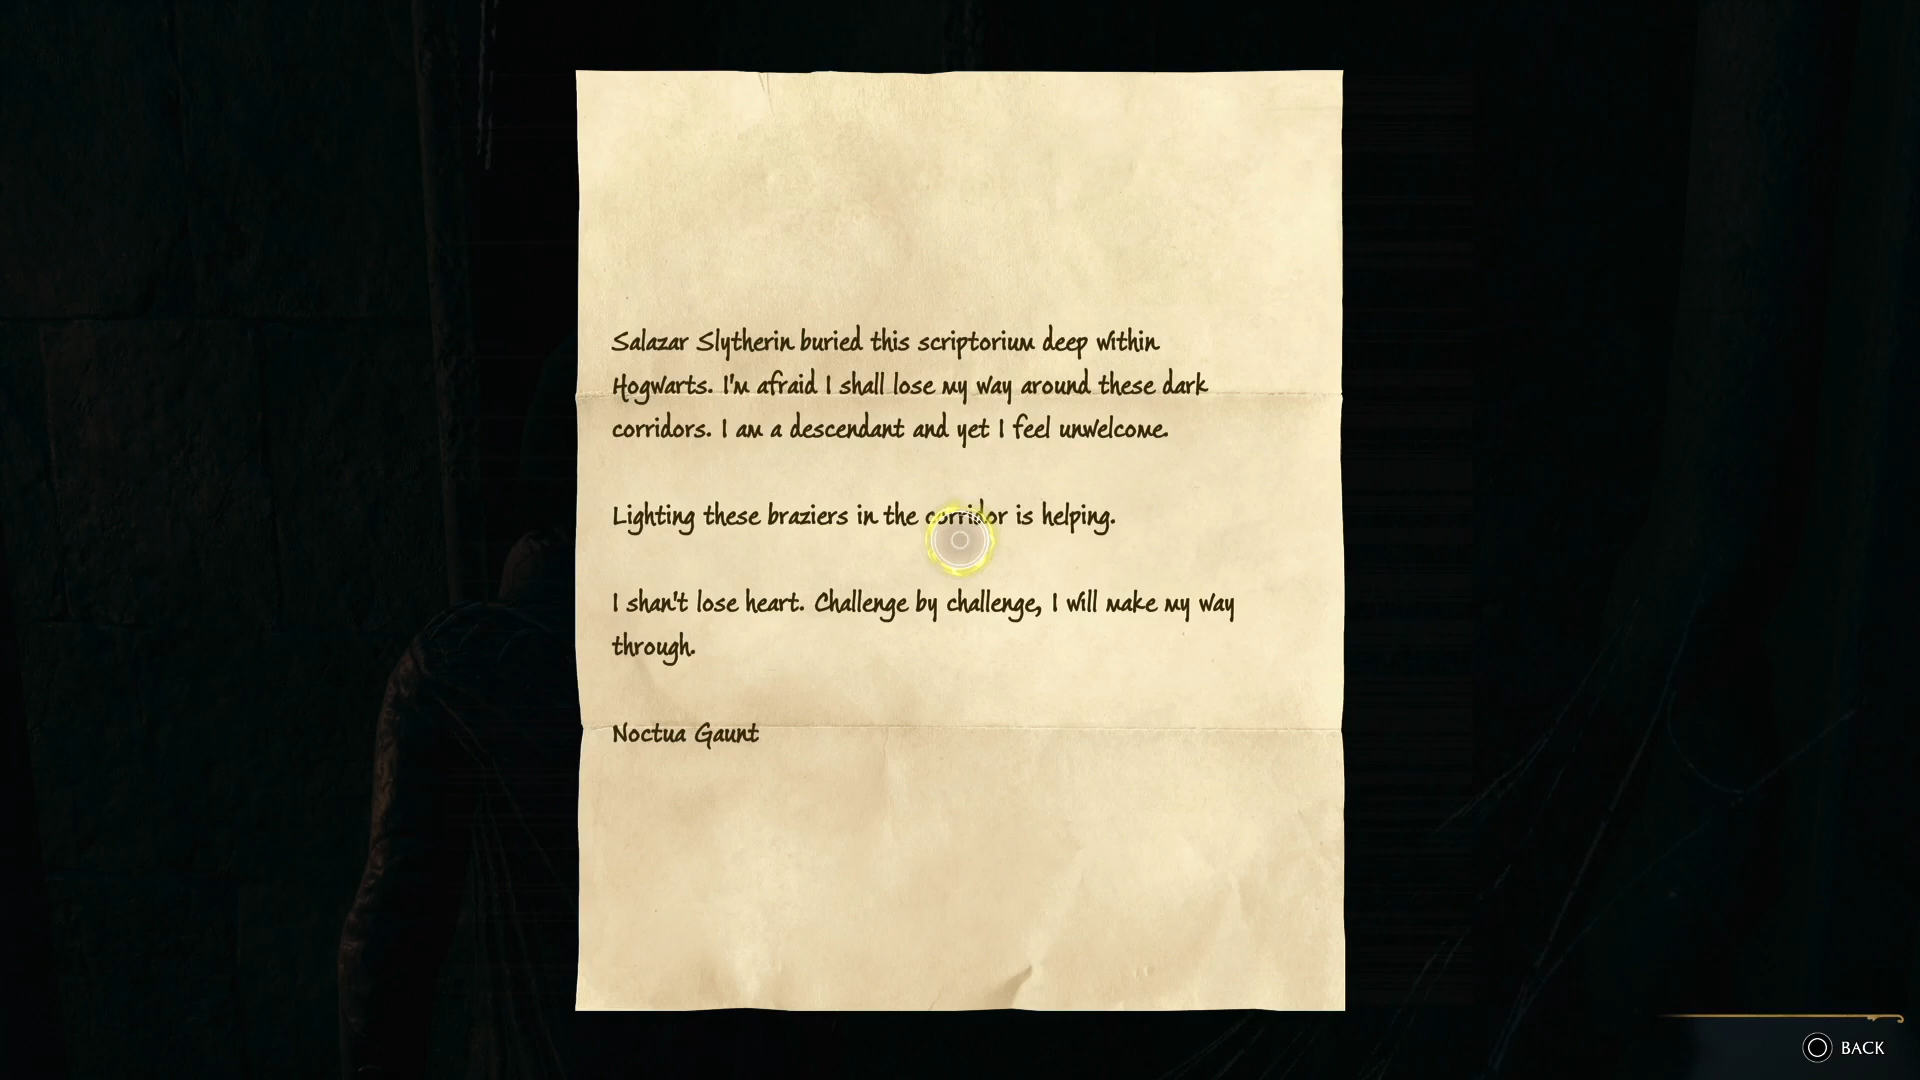 Salazar Slytherin buried this scriptorium deep within
Hogwarts. I'm afraid I shall lose my way around these dark
corridors. I am a descendant and yet I feel unwelcome.
Lighting these braziers in the corridor is helping.
I shan't lose heart. Challenge by challenge, I will make my way
through.
Noctua Gaunt
BACK